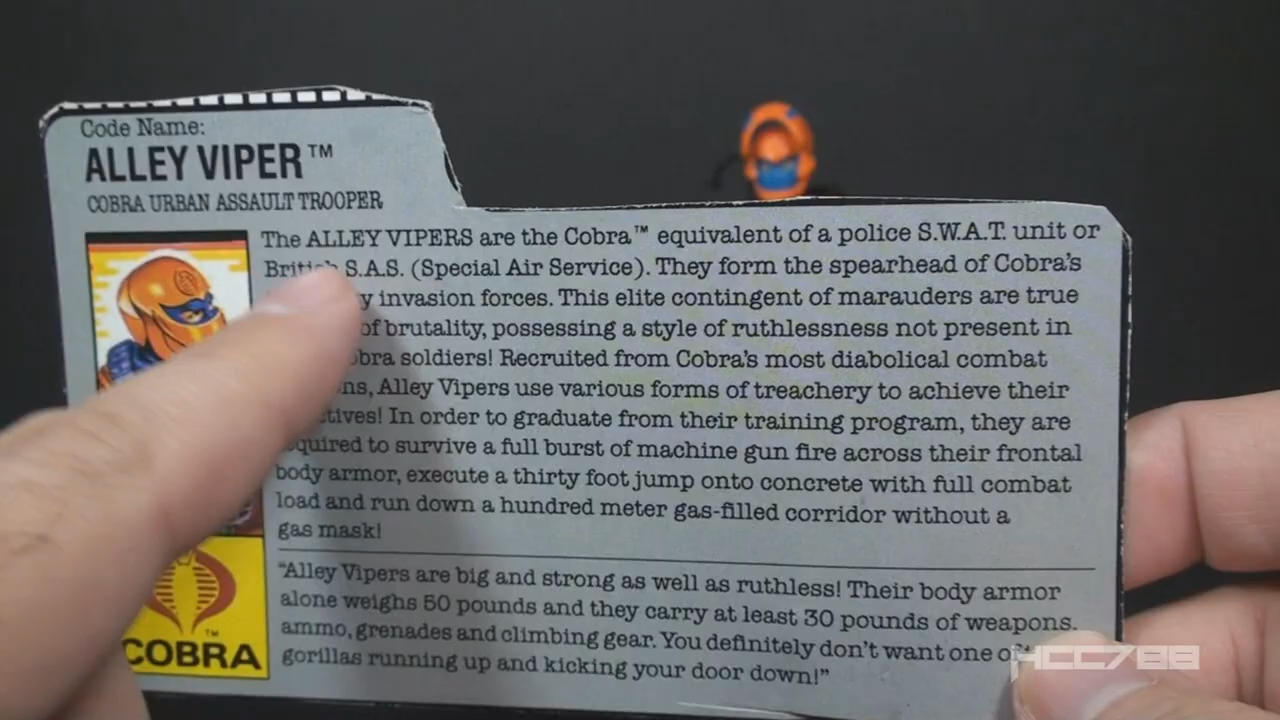 Code Name:
ALLEY VIPER™
COBRA URBAN ASSAULT TROOPER
The ALLEY VIPERS are the Cobra™ equivalent of a police S.W.A.T. unit or
British S.A.S. (Special Air Service). They form the spearhead of Cobra's
invasion forces. This elite contingent of marauders are true
of brutality, possessing a style of ruthlessness not present in
soldiers! Recruited from Cobra's most diabolical combat
Alley Vipers use various forms of treachery to achieve their
In order to graduate from their training program, they are
required to survive a full burst of machine gun fire across their frontal
body armor, execute a thirty foot jump onto concrete with full combat
load and run down a hundred meter gas-filled corridor without a
gas mask!
"Alley Vipers are big and strong as well as ruthless! Their body armor
alone weighs 50 pounds and they carry at least 30 pounds of weapons,
ammo, grenades and climbing gear. You definitely don't want one of
gorillas running up and kicking your door down!"
COBRA™
HCC788